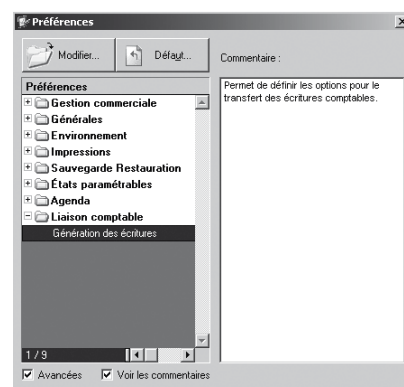 Préférences
Modifier...
Défaut...
Commentaire :
Préférences
Gestion commerciale
Générales
Environnement
Impressions
Sauvegarde Restauration
États paramétrables
Agenda
Liaison comptable
Génération des écritures
Permet de définir les options pour le
transfert des écritures comptables.
1 / 9
Avancées
Voir les commentaires